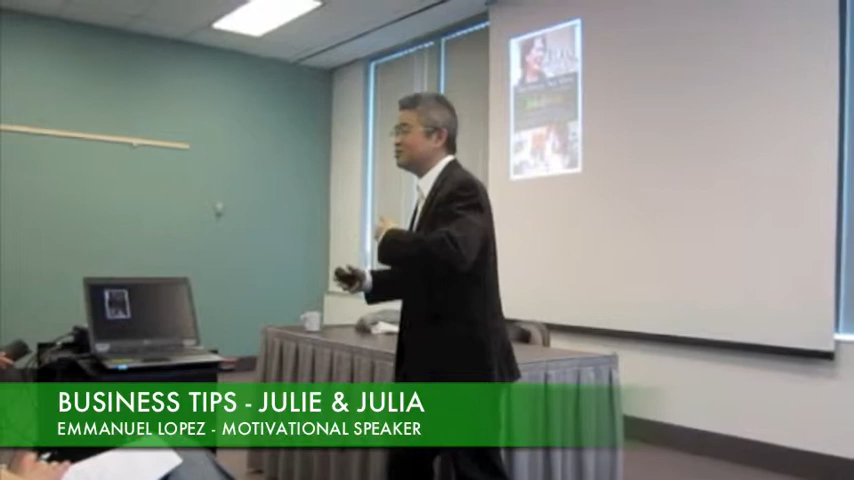 BUSINESS TIPS - JULIE & JULIA
EMMANUEL LOPEZ - MOTIVATIONAL SPEAKER